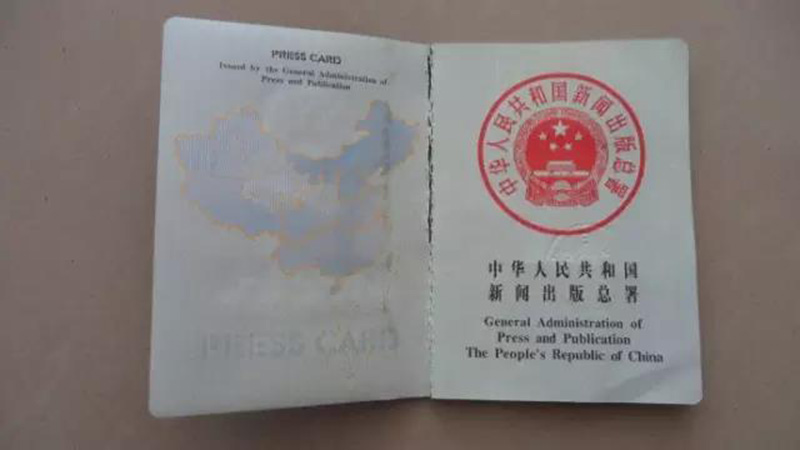 PRESS CARD
Issued by the General Administration of
Press and Publication
PRESS CARD
中华人民共和国新闻出版总署
中华人民共和国
新闻出版总署
General Administration of
Press and Publication
The People's Republic of China